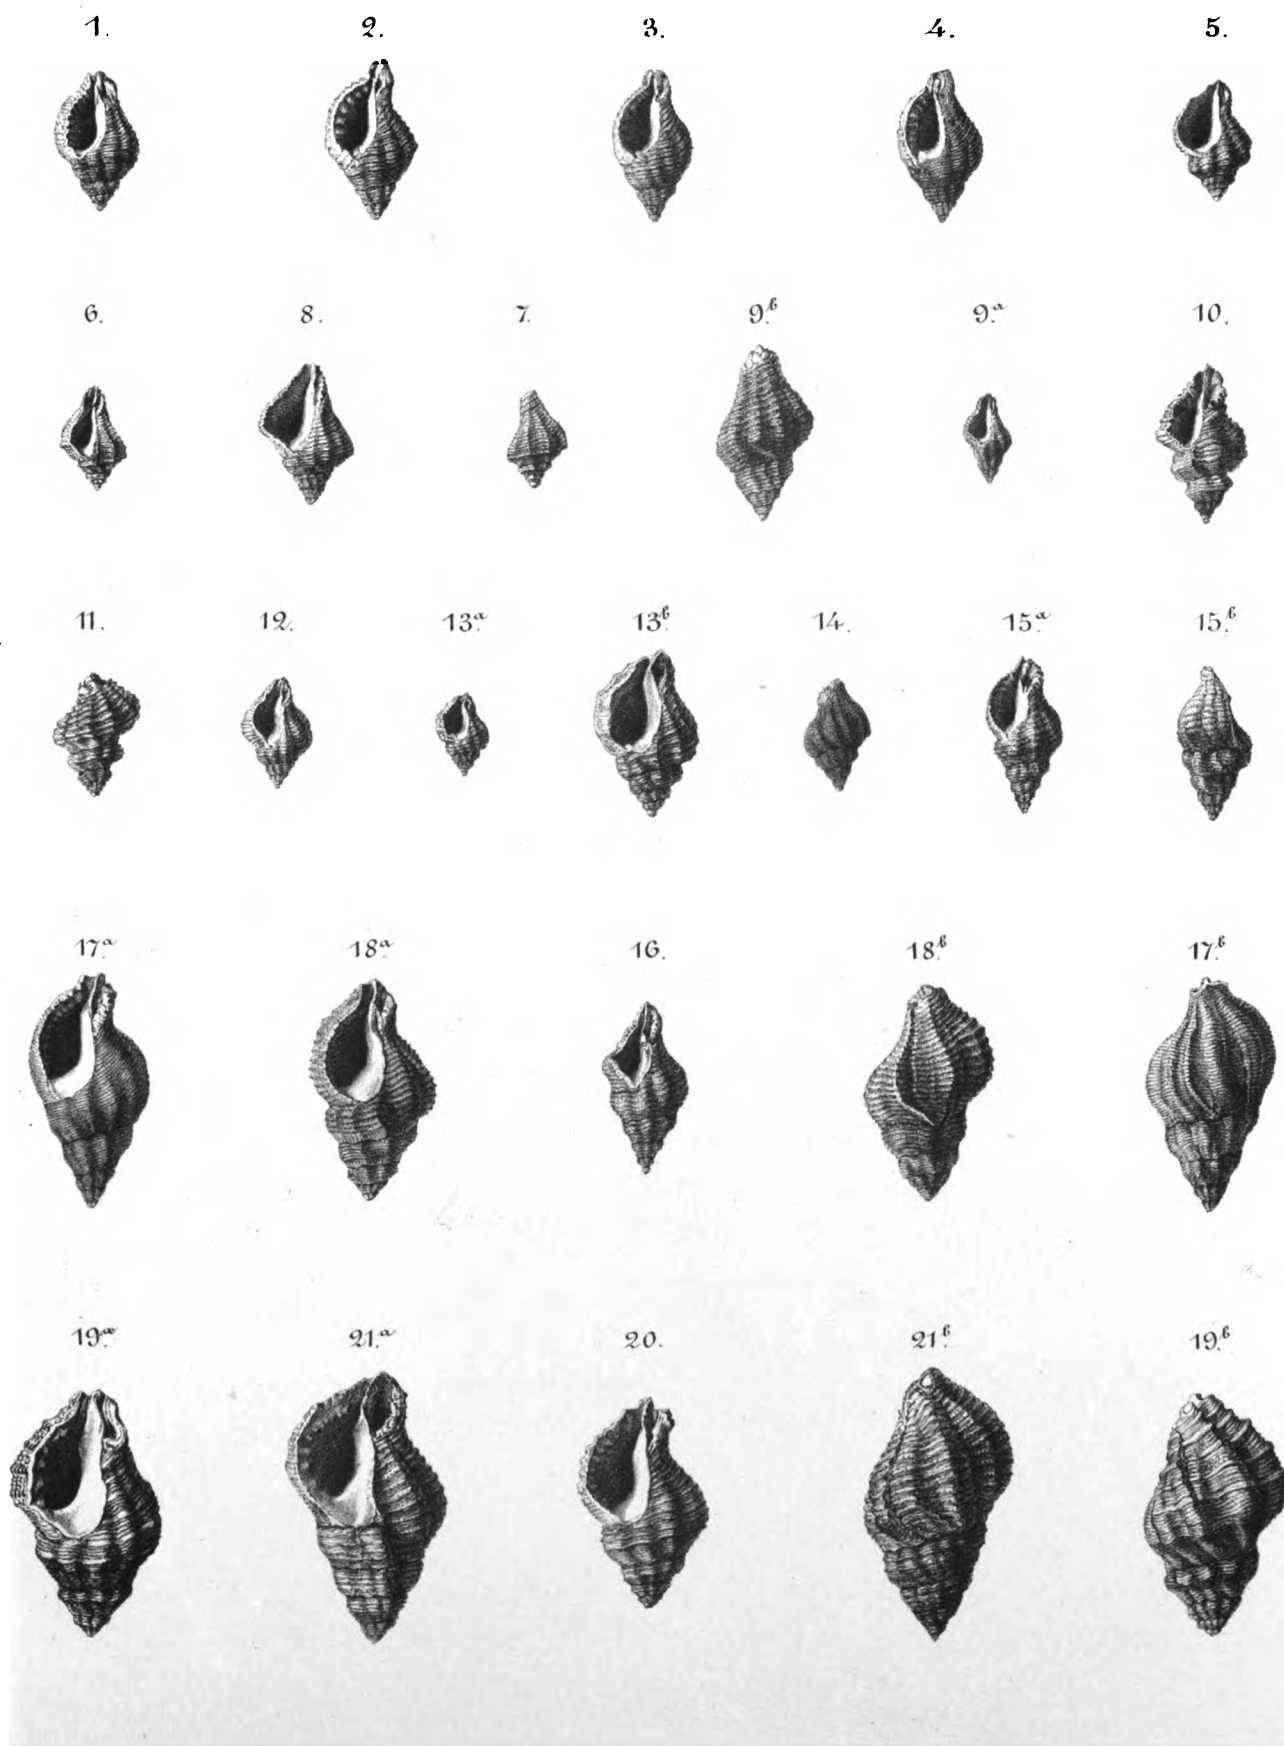 1. 2. 3. 4. 5.
6. 8. 7. 9.b 9.a 10.
11. 12. 13.a 13.b 14. 15.a 15.b
17.a 18.a 16. 18.b 17.b
19.a 21.a 20. 21.b 19.b